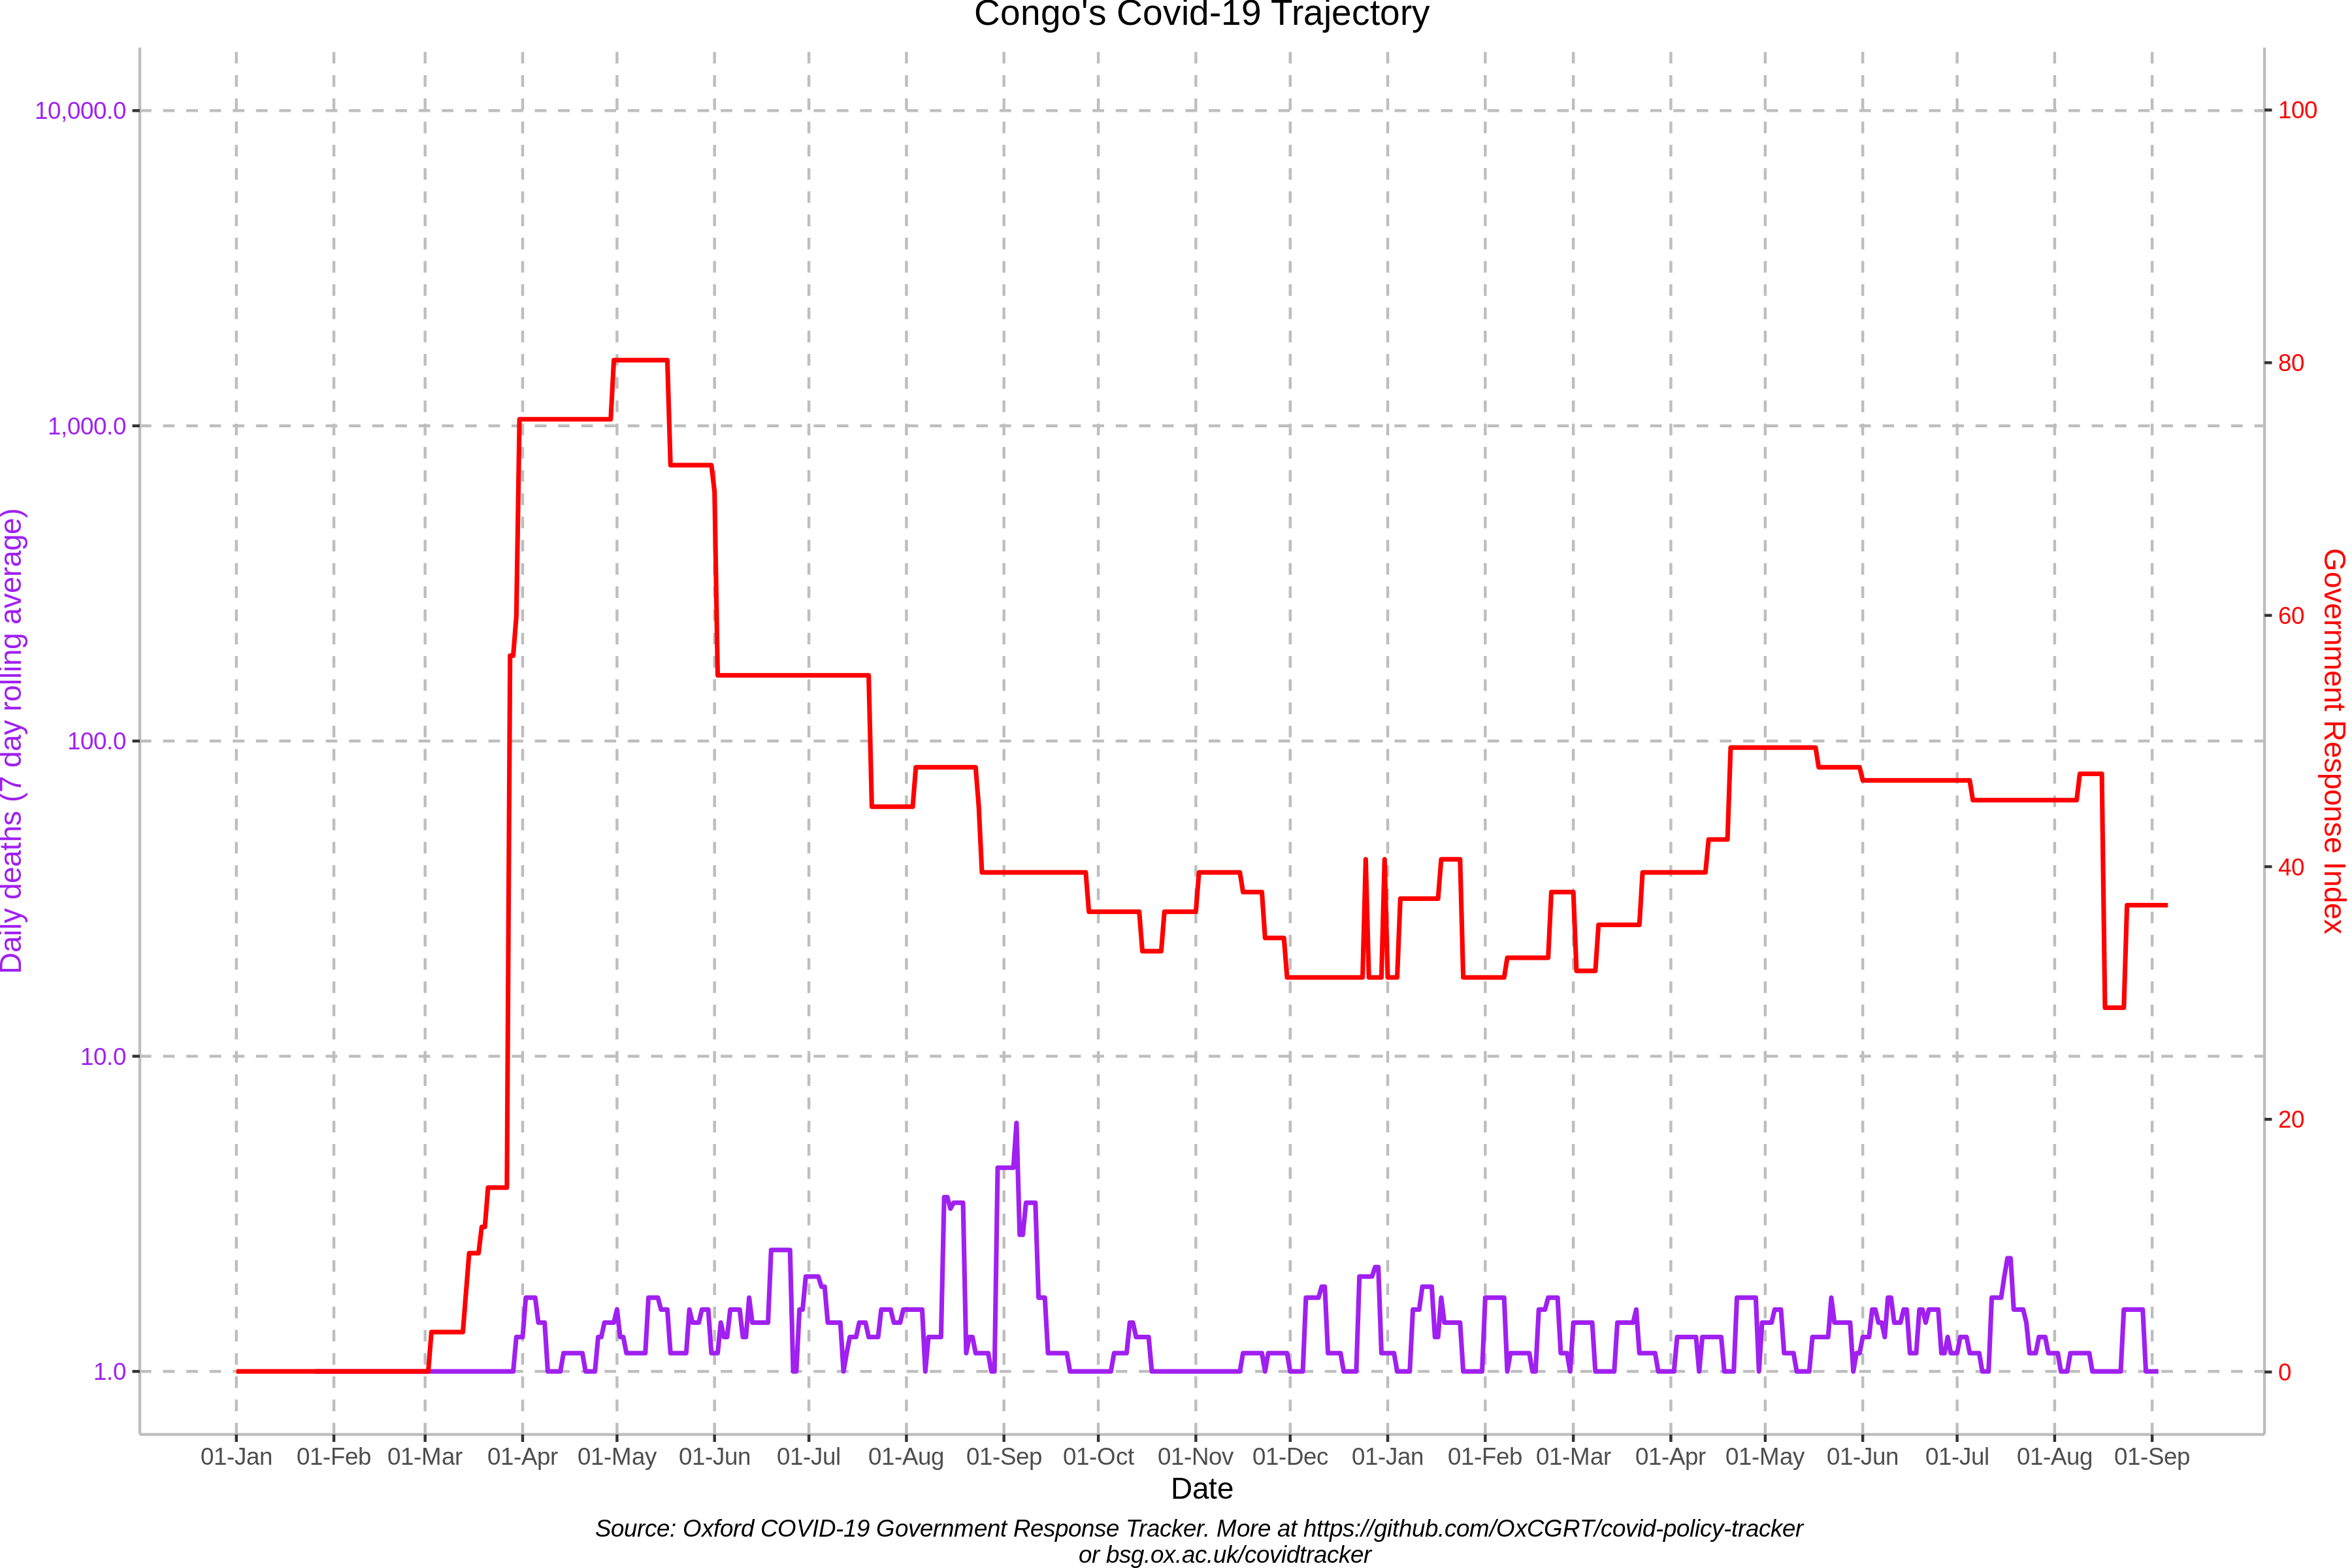 Congo's Covid-19 Trajectory
Daily deaths (7 day rolling average)
10,000.0
1,000.0
100.0
10.0
1.0
100
80
60
40
20
0
Government Response Index
01-Jan 01-Feb 01-Mar 01-Apr 01-May 01-Jun 01-Jul 01-Aug 01-Sep 01-Oct 01-Nov 01-Dec 01-Jan 01-Feb 01-Mar 01-Apr 01-May 01-Jun 01-Jul 01-Aug 01-Sep
Date
Source: Oxford COVID-19 Government Response Tracker. More at https://github.com/OxCGRT/covid-policy-tracker
or bsg.ox.ac.uk/covidtracker